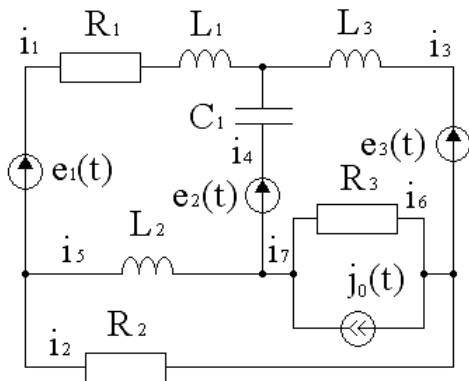 i₁ R₁ L₁ L₃ i₃
C₁
i₄
e₁(t) e₂(t) e₃(t)
R₃ i₆
i₅ L₂ i₇
j₀(t)
i₂ R₂